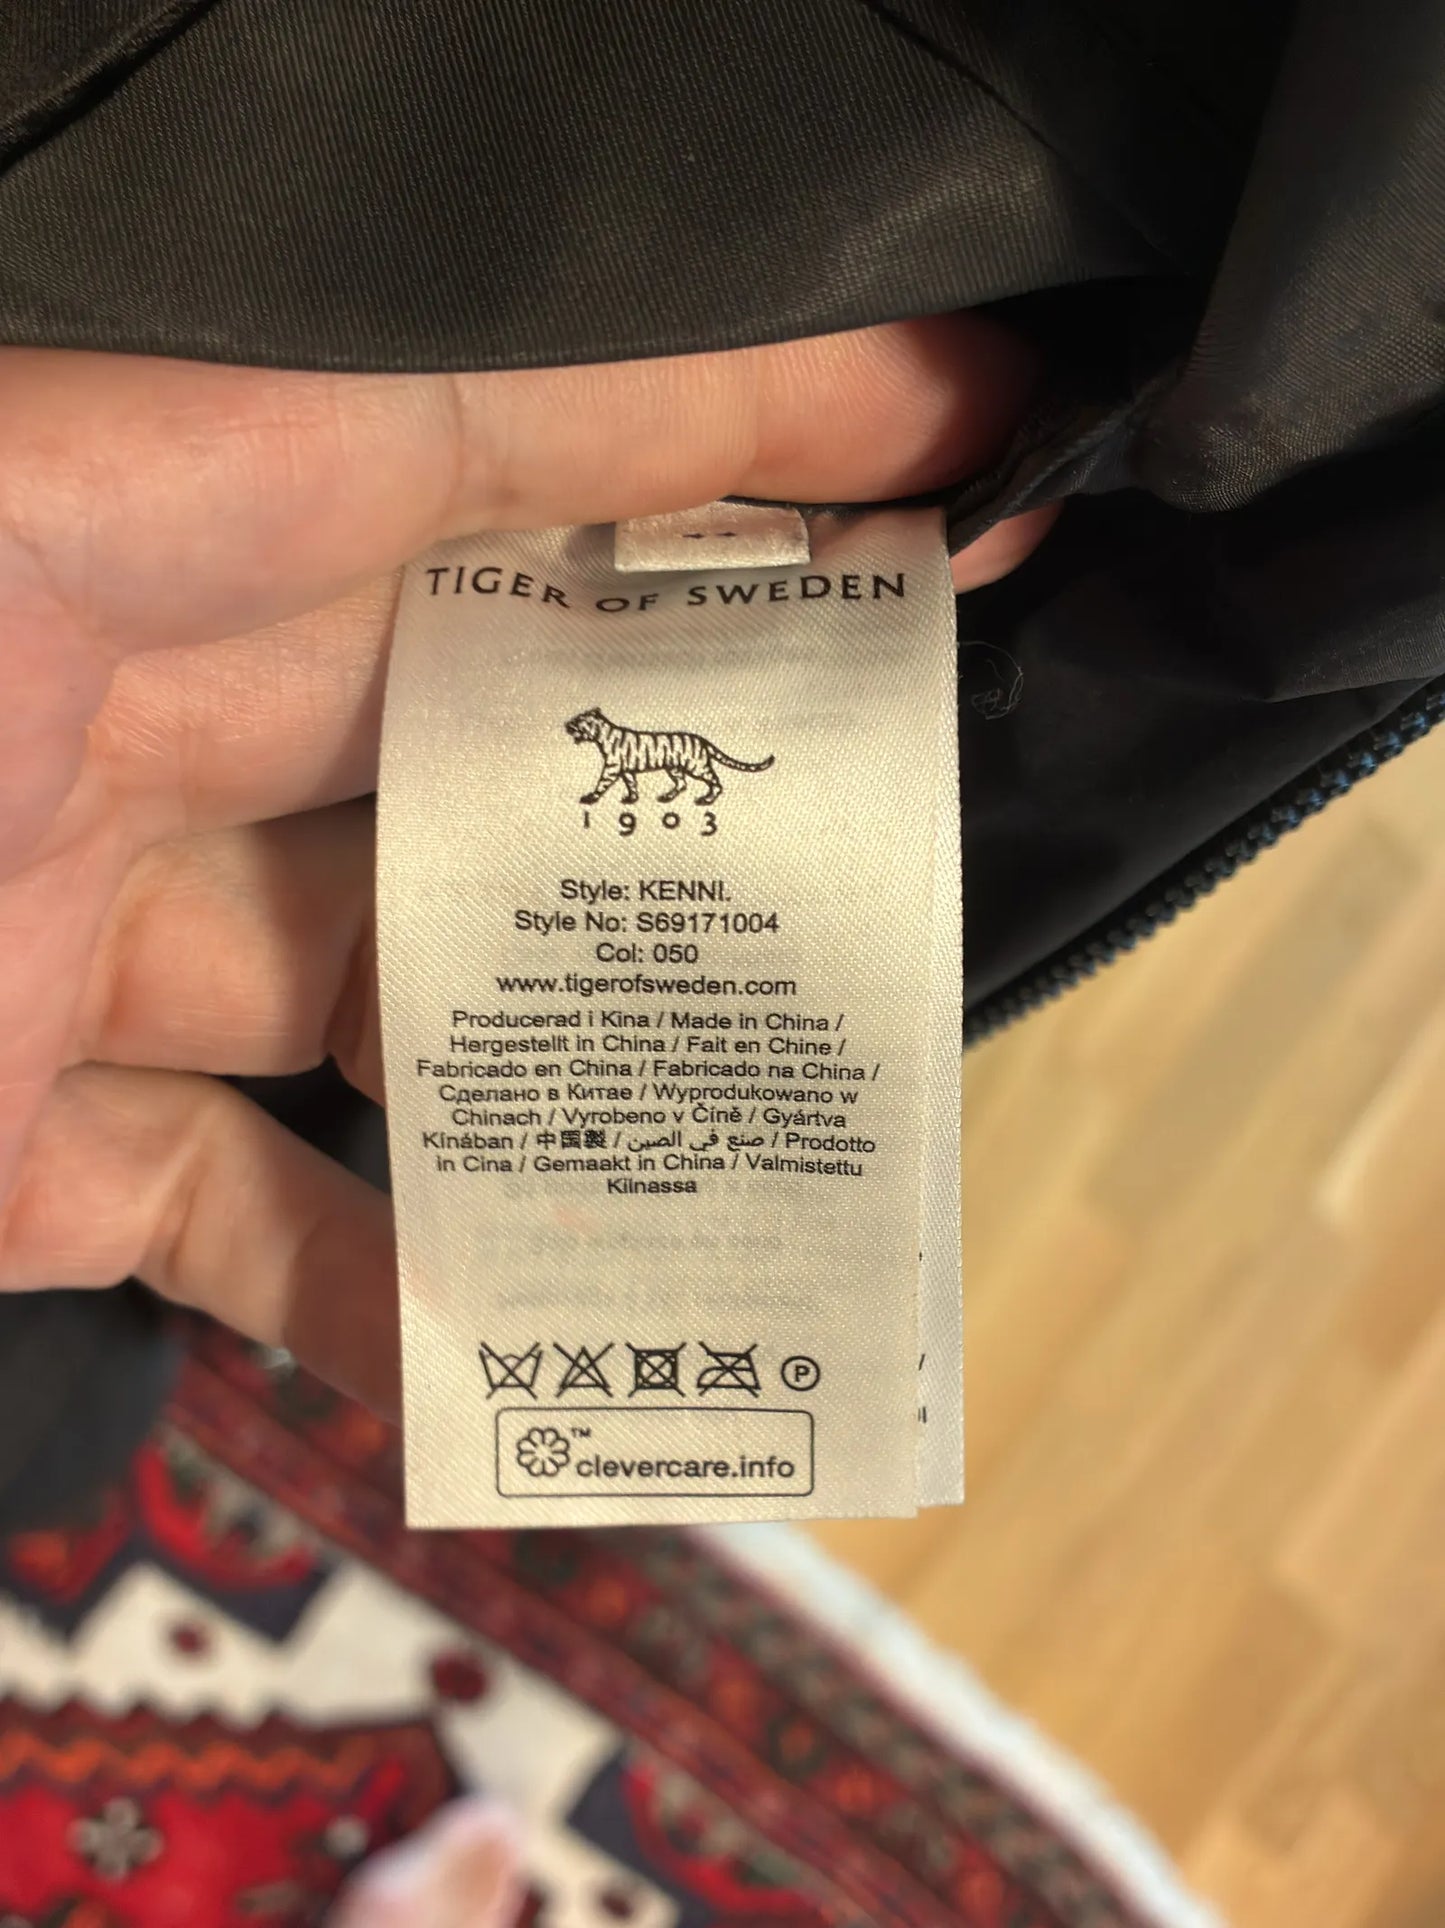 TIGER OF SWEDEN
1903
Style: KENNI.
Style No: S69171004
Col: 050
www.tigerofsweden.com
Producerad i Kina / Made in China /
Hergestellt in China / Fait en Chine /
Fabricado en China / Fabricado na China /
Сделано в Китае / Wyprodukowano w
Chinach / Vyrobeno v Číně / Gyártva
Kínában / 中国製 / صنع في الصين / Prodotto
in Cina / Gemaakt in China / Valmistettu
Kiinassa
P
™
clevercare.info